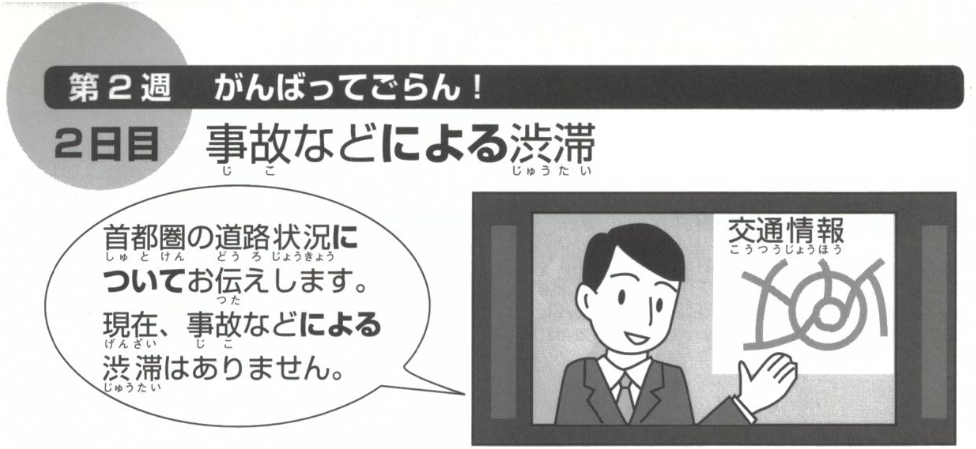 第2週 がんばってごらん!
2日目 事故などによる渋滞
じこ じゅうたい
首都圏の道路状況に
しゅとけん どうろじょうきょう
ついてお伝えします。
つた
現在、事故などによる
げんざい じこ
渋滞はありません。
じゅうたい
交通情報
こうつうじょうほう